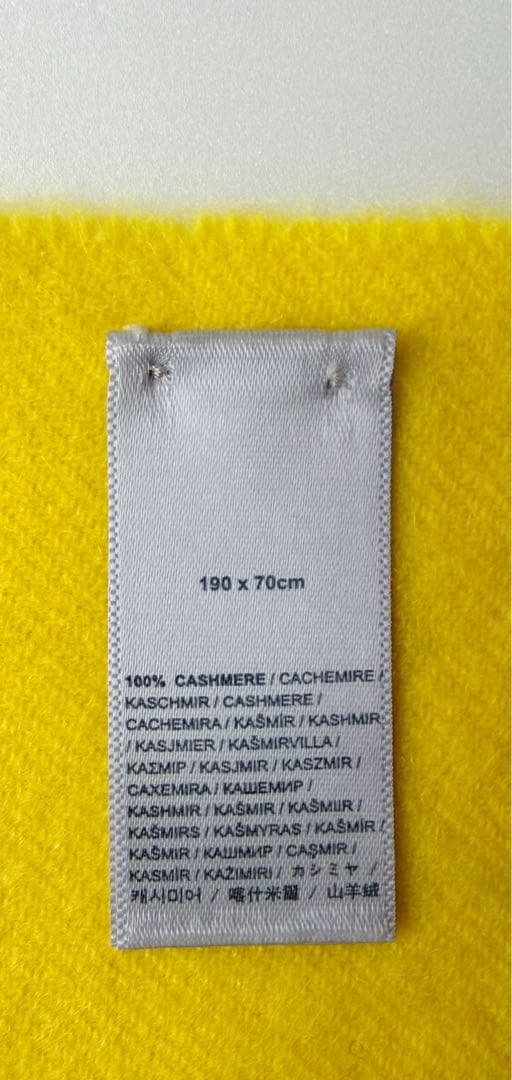 190 x 70cm
100% CASHMERE / CACHEMIRE /
KASCHMIR / CASHMERE /
CACHEMIRA / KAŠMÍR / KASHMIR
/ KASJMIER / KAŠMIRVILLA /
ΚΑΣΜΙΡ / KASJMIR / KASZMIR /
CAXEMIRA / КАШЕМИР /
KASHMIR / KAŠMIR / KAŠMIIR /
KAŠMIRS / KAŠMYRAS / KAŠMÍR /
KAŠMIR / КАШМИР / CAŞMIR /
KASMİR / KAŽIMIRI / カシミヤ /
캐시미어 / 喀什米爾 / 山羊绒